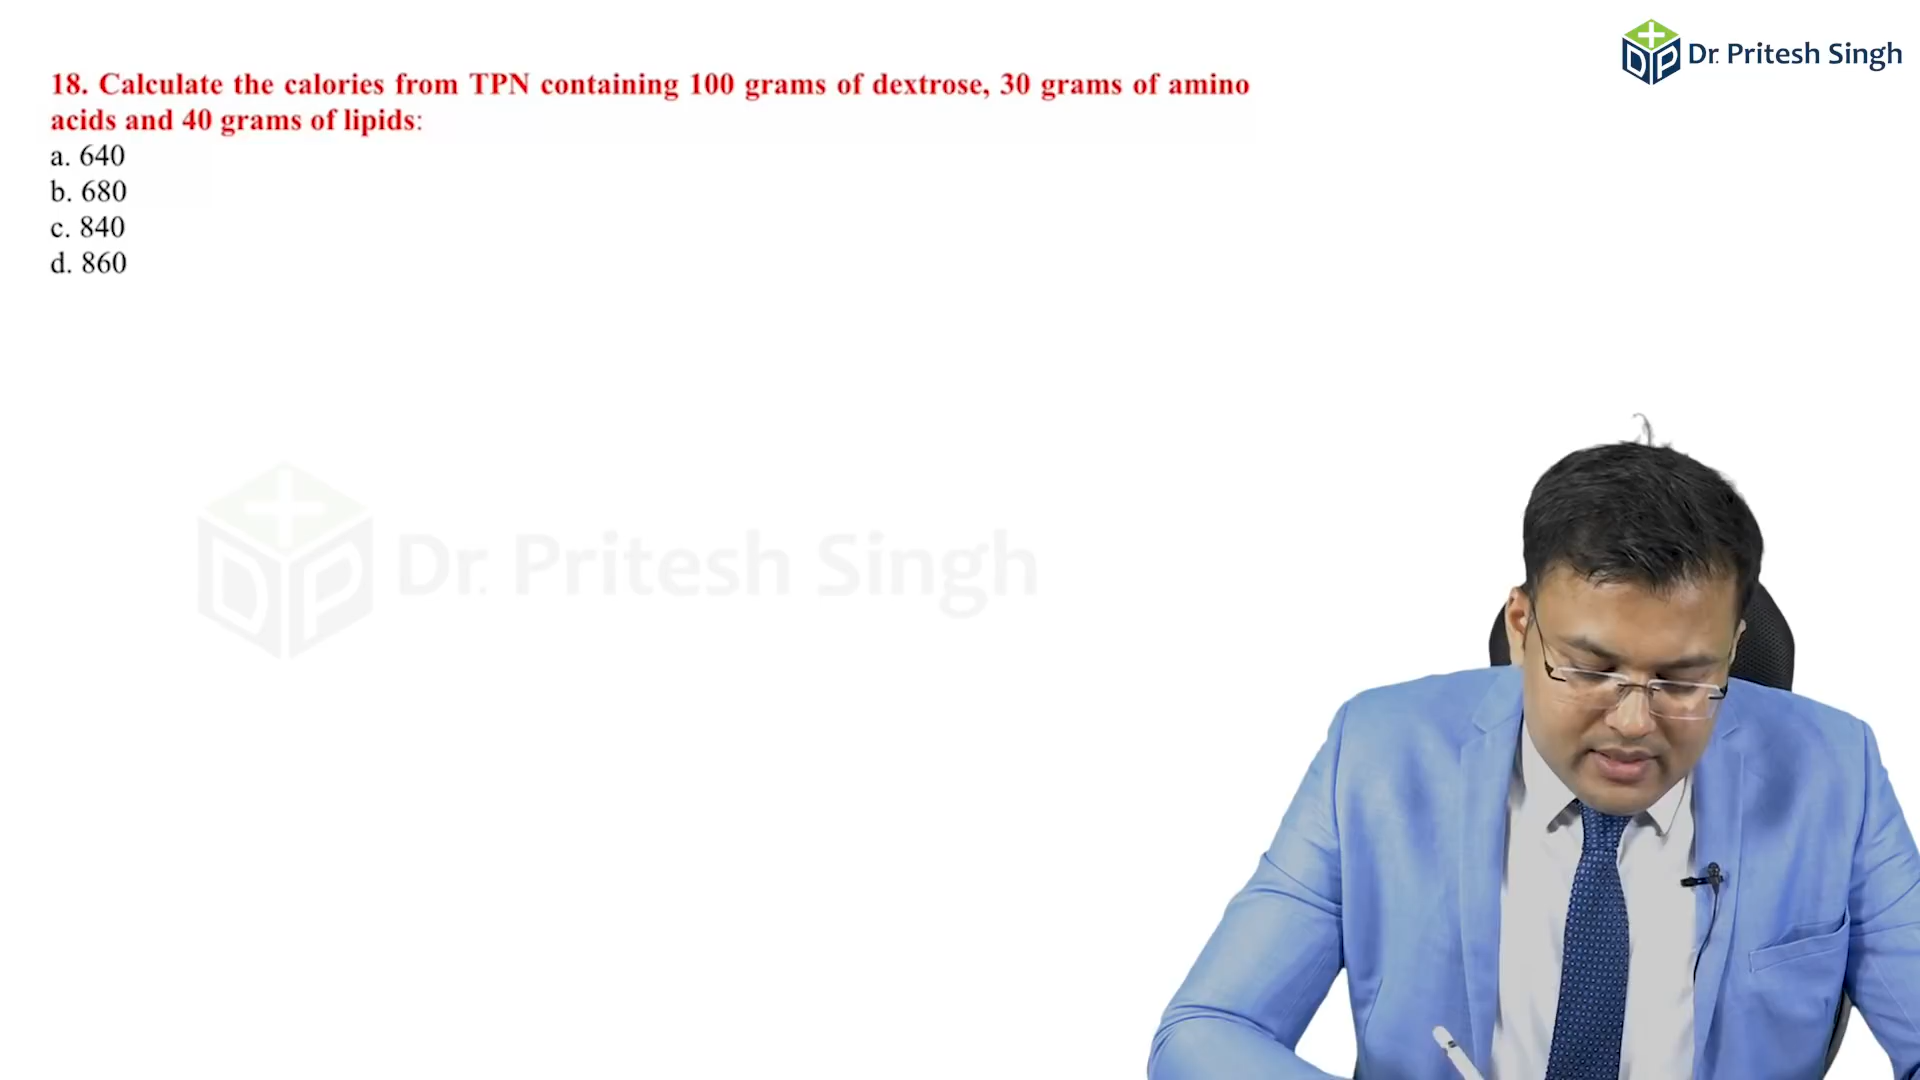 Dr. Pritesh Singh
18. Calculate the calories from TPN containing 100 grams of dextrose, 30 grams of amino
acids and 40 grams of lipids:
a. 640
b. 680
c. 840
d. 860
DP Dr. Pritesh Singh